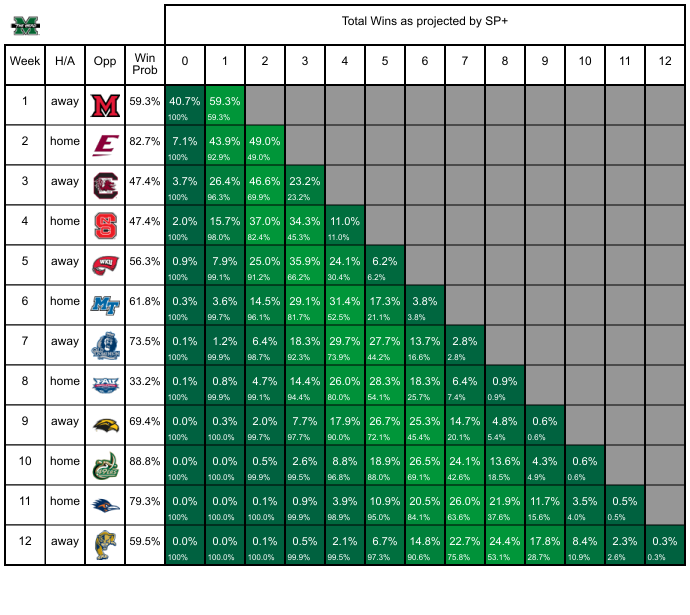 THE HERD
Total Wins as projected by SP+
Week H/A Opp Win Prob 0 1 2 3 4 5 6 7 8 9 10 11 12
1 away M 59.3% 40.7% 59.3%
100% 59.3%
2 home E 82.7% 7.1% 43.9% 49.0%
100% 92.9% 49.0%
3 away C 47.4% 3.7% 26.4% 46.6% 23.2%
100% 96.3% 69.9% 23.2%
4 home S 47.4% 2.0% 15.7% 37.0% 34.3% 11.0%
100% 98.0% 82.4% 45.3% 11.0%
5 away WKU 56.3% 0.9% 7.9% 25.0% 35.9% 24.1% 6.2%
100% 99.1% 91.2% 66.2% 30.4% 6.2%
6 home MT 61.8% 0.3% 3.6% 14.5% 29.1% 31.4% 17.3% 3.8%
100% 99.7% 96.1% 81.7% 52.5% 21.1% 3.8%
7 away 73.5% 0.1% 1.2% 6.4% 18.3% 29.7% 27.7% 13.7% 2.8%
100% 99.9% 98.7% 92.3% 73.9% 44.2% 16.6% 2.8%
8 home FAU 33.2% 0.1% 0.8% 4.7% 14.4% 26.0% 28.3% 18.3% 6.4% 0.9%
100% 99.9% 99.1% 94.4% 80.0% 54.1% 25.7% 7.4% 0.9%
9 away 69.4% 0.0% 0.3% 2.0% 7.7% 17.9% 26.7% 25.3% 14.7% 4.8% 0.6%
100% 100.0% 99.7% 97.7% 90.0% 72.1% 45.4% 20.1% 5.4% 0.6%
10 home 88.8% 0.0% 0.0% 0.5% 2.6% 8.8% 18.9% 26.5% 24.1% 13.6% 4.3% 0.6%
100% 100.0% 99.9% 99.5% 96.8% 88.0% 69.1% 42.6% 18.5% 4.9% 0.6%
11 home 79.3% 0.0% 0.0% 0.1% 0.9% 3.9% 10.9% 20.5% 26.0% 21.9% 11.7% 3.5% 0.5%
100% 100.0% 100.0% 99.9% 98.9% 95.0% 84.1% 63.6% 37.6% 15.6% 4.0% 0.5%
12 away 59.5% 0.0% 0.0% 0.1% 0.5% 2.1% 6.7% 14.8% 22.7% 24.4% 17.8% 8.4% 2.3% 0.3%
100% 100.0% 100.0% 99.9% 99.5% 97.3% 90.6% 75.8% 53.1% 28.7% 10.9% 2.6% 0.3%